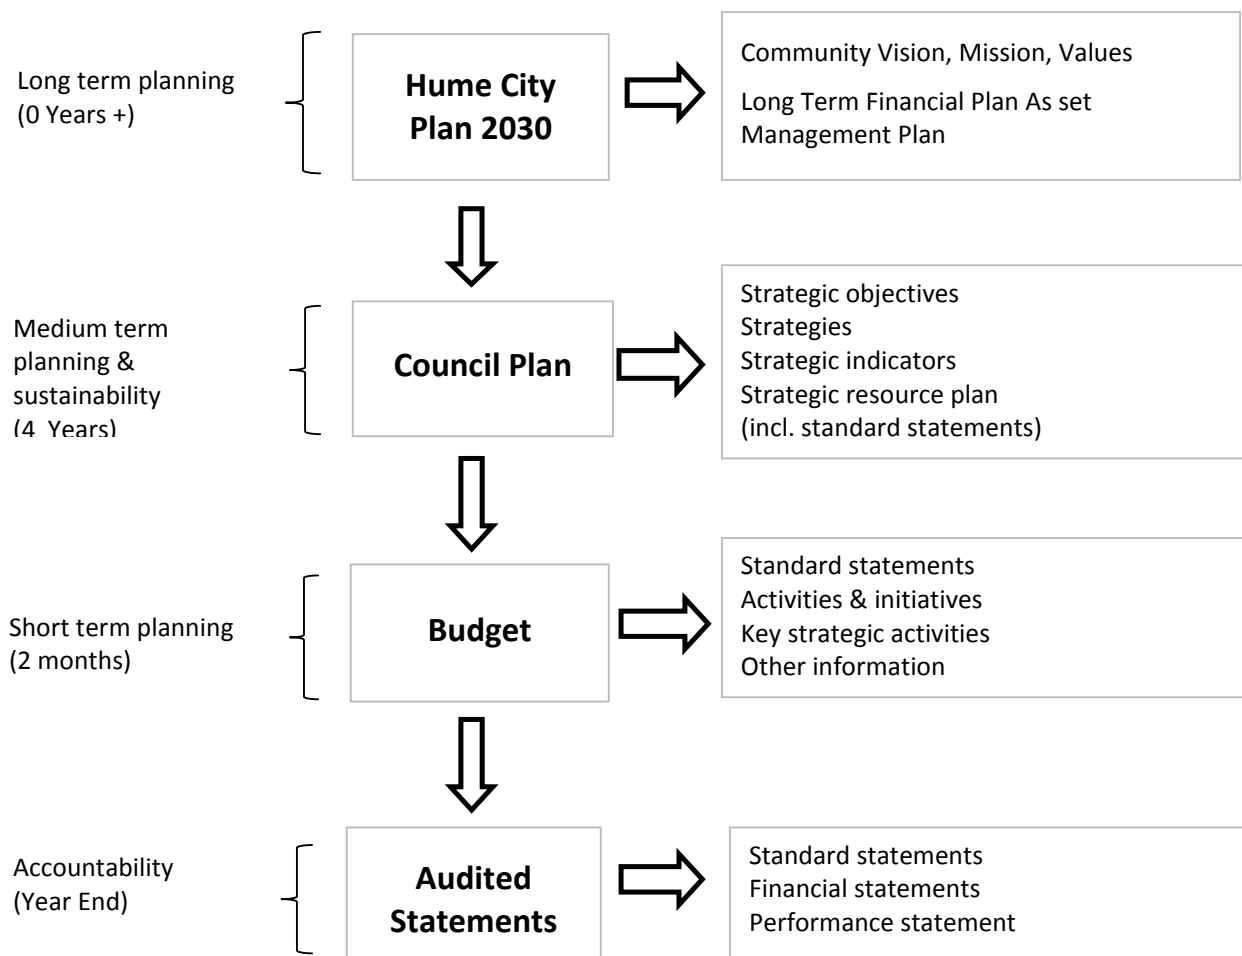 Long term planning
(0 Years +)
Hume City
Plan 2030
Community Vision, Mission, Values
Long Term Financial Plan As set
Management Plan
Medium term
planning &
sustainability
(4 Years)
Council Plan
Strategic objectives
Strategies
Strategic indicators
Strategic resource plan
(incl. standard statements)
Short term planning
(2 months)
Budget
Standard statements
Activities & initiatives
Key strategic activities
Other information
Accountability
(Year End)
Audited
Statements
Standard statements
Financial statements
Performance statement